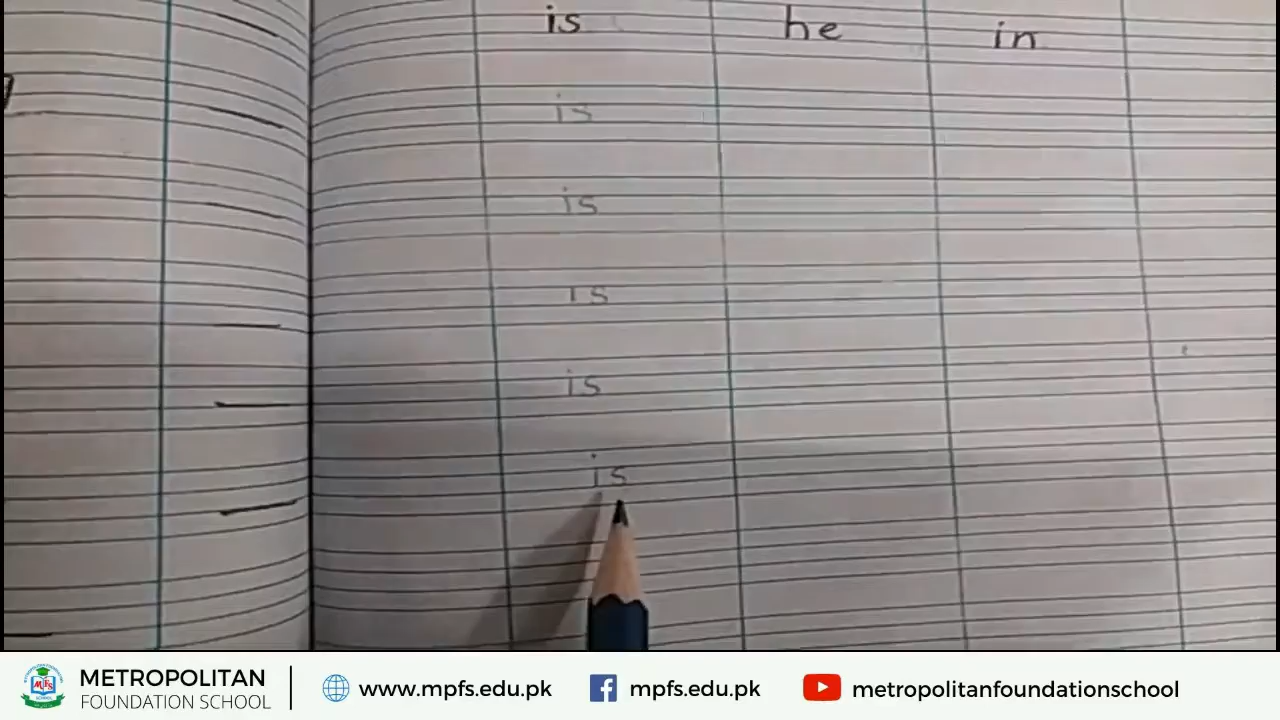 is he in
is
is
is
is
is
METROPOLITAN
FOUNDATION SCHOOL
www.mpfs.edu.pk
mpfs.edu.pk
metropolitanfoundationschool